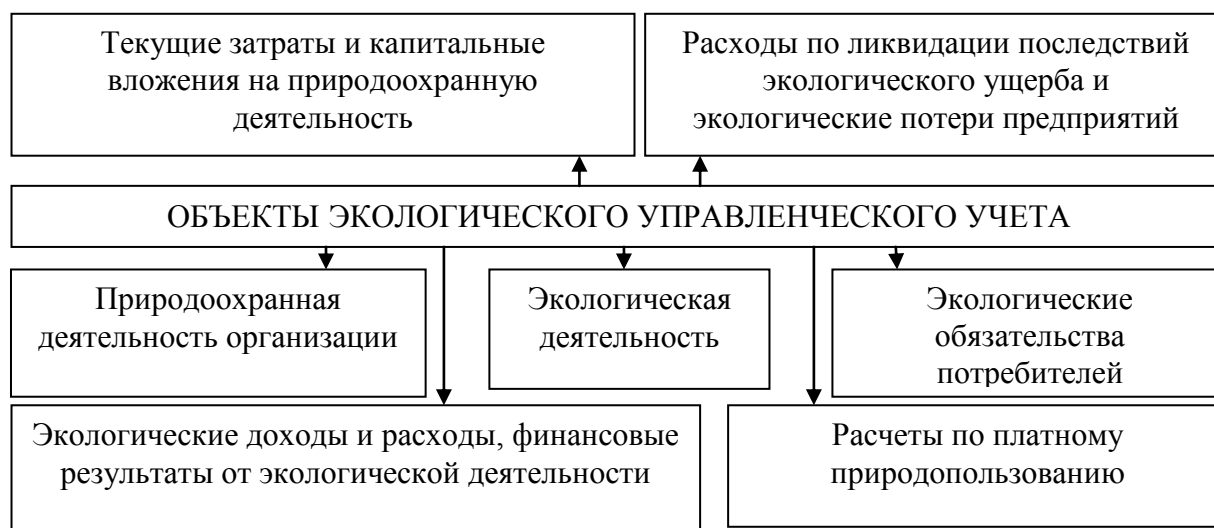 Текущие затраты и капитальные
вложения на природоохранную
деятельность
Расходы по ликвидации последствий
экологического ущерба и
экологические потери предприятий
ОБЪЕКТЫ ЭКОЛОГИЧЕСКОГО УПРАВЛЕНЧЕСКОГО УЧЕТА
Природоохранная
деятельность организации
Экологическая
деятельность
Экологические
обязательства
потребителей
Экологические доходы и расходы, финансовые
результаты от экологической деятельности
Расчеты по платному
природопользованию